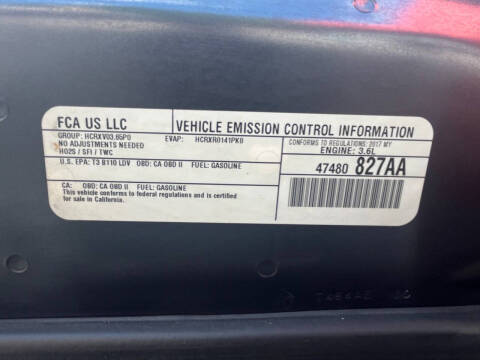 FCA US LLC
VEHICLE EMISSION CONTROL INFORMATION
GROUP: HCRXV03.65P0 EVAP: HCRXR0141PKB
NO ADJUSTMENTS NEEDED
HO2S / SFI / TWC
CONFORMS TO REGULATIONS: 2017 MY
ENGINE: 3.6L
U.S. EPA: T3 B110 LDV OBD: CA OBD II FUEL: GASOLINE
47480 827AA
CA: OBD: CA OBD II FUEL: GASOLINE
This vehicle conforms to federal regulations and is certified
for sale in California.